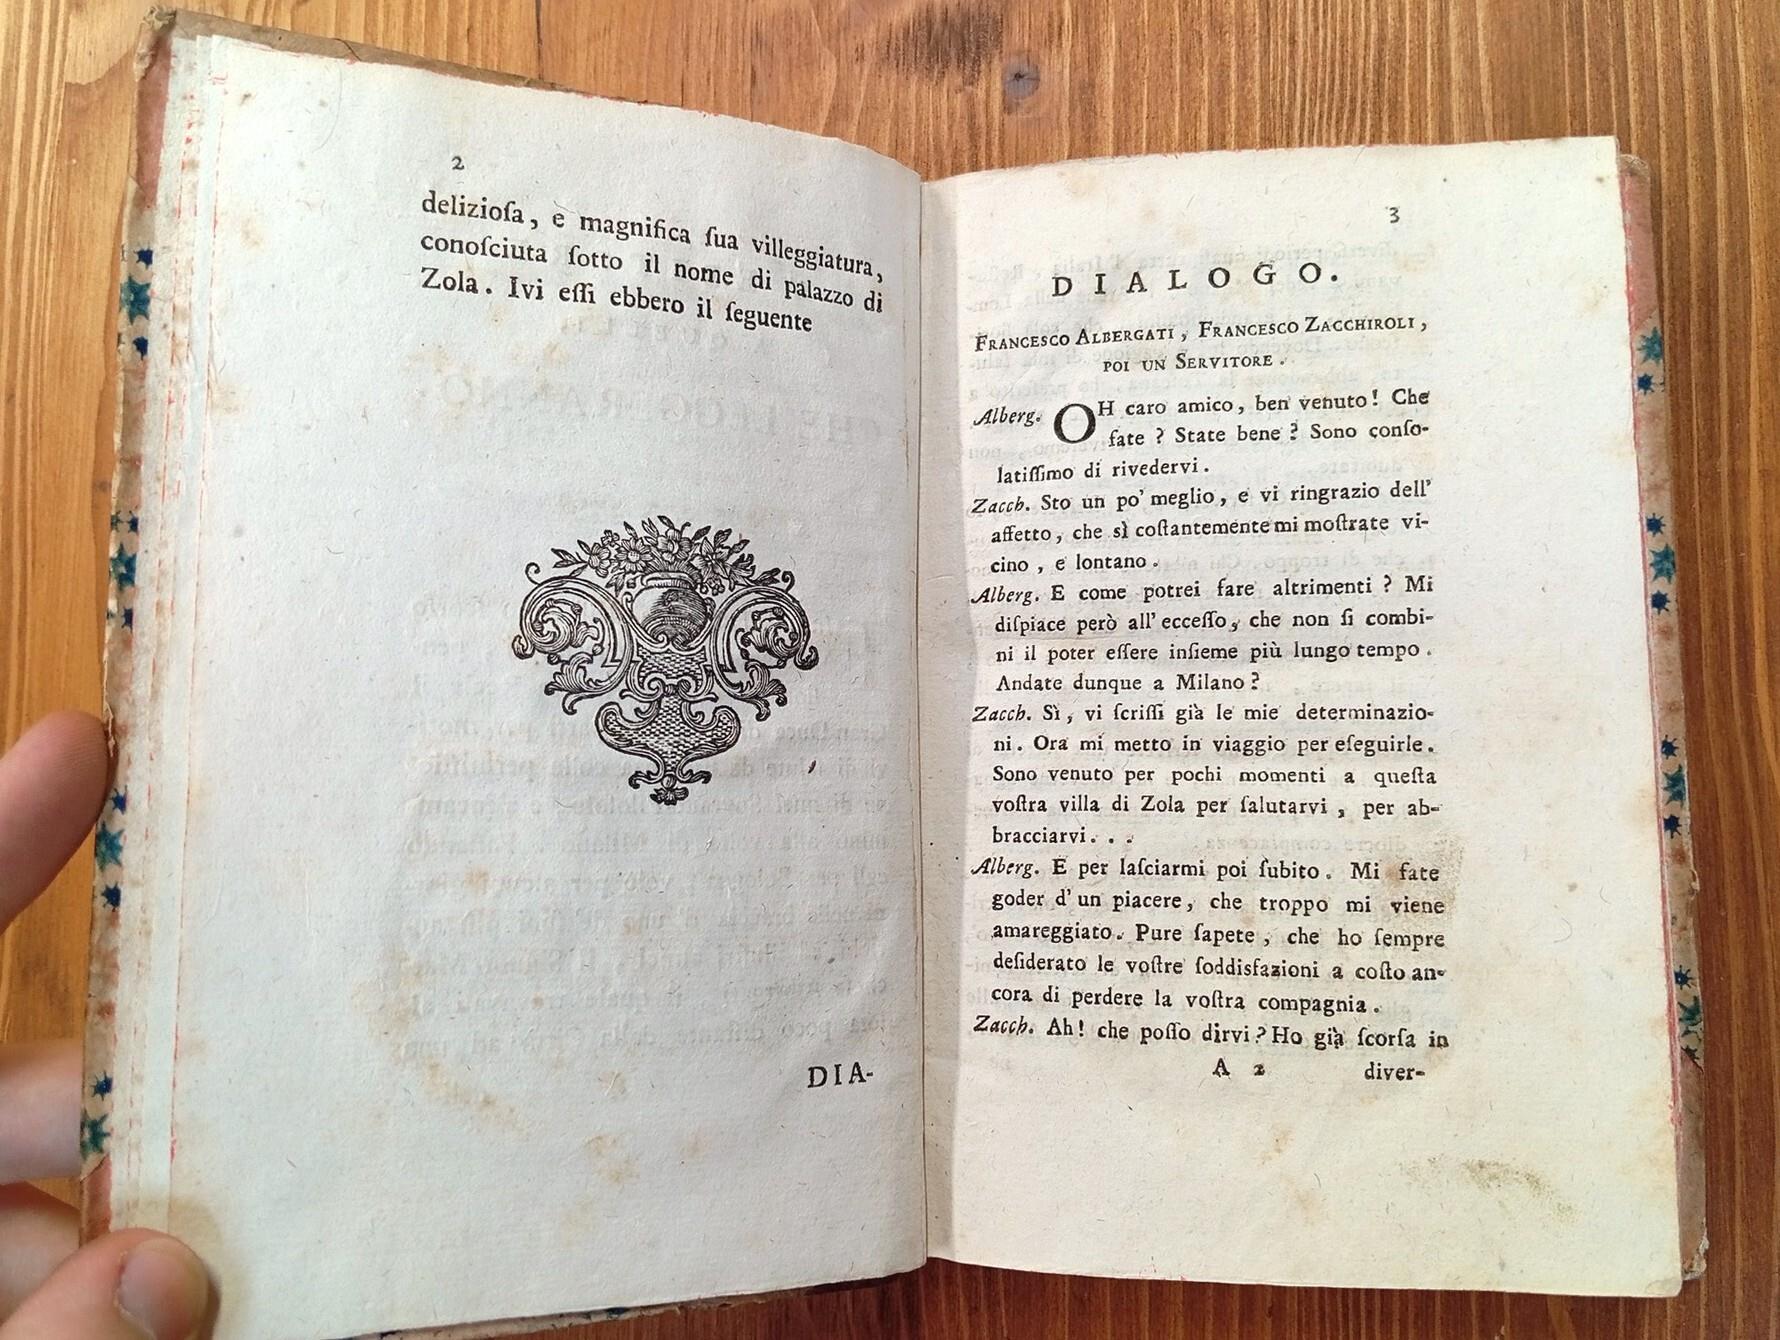 2
delizioſa, e magnifica ſua villeggiatura,
conoſciuta ſotto il nome di palazzo di
Zola. Ivi eſſi ebbero il ſeguente
DIA-
3
DIALOGO.
FRANCESCO ALBERGATI, FRANCESCO ZACCHIROLI,
POI UN SERVITORE.
Alberg. OH caro amico, ben venuto! Che
fate? State bene? Sono conſo-
latiſſimo di rivedervi.
Zacch. Sto un po' meglio, e vi ringrazio dell'
affetto, che sì coſtantemente mi moſtrate vi-
cino, e lontano.
Alberg. E come potrei fare altrimenti? Mi
diſpiace però all' ecceſſo, che non ſi combi-
ni il poter eſſere inſieme più lungo tempo.
Andate dunque a Milano?
Zacch. Sì, vi ſcriſſi già le mie determinazio-
ni. Ora mi metto in viaggio per eſeguirle.
Sono venuto per pochi momenti a queſta
voſtra villa di Zola per ſalutarvi, per ab-
bracciarvi...
Alberg. E per laſciarmi poi ſubito. Mi fate
goder d'un piacere, che troppo mi viene
amareggiato. Pure ſapete, che ho ſempre
deſiderato le voſtre ſoddisfazioni a coſto an-
cora di perdere la voſtra compagnia.
Zacch. Ah! che poſſo dirvi? Ho già ſcorſa in
A 2 diver-